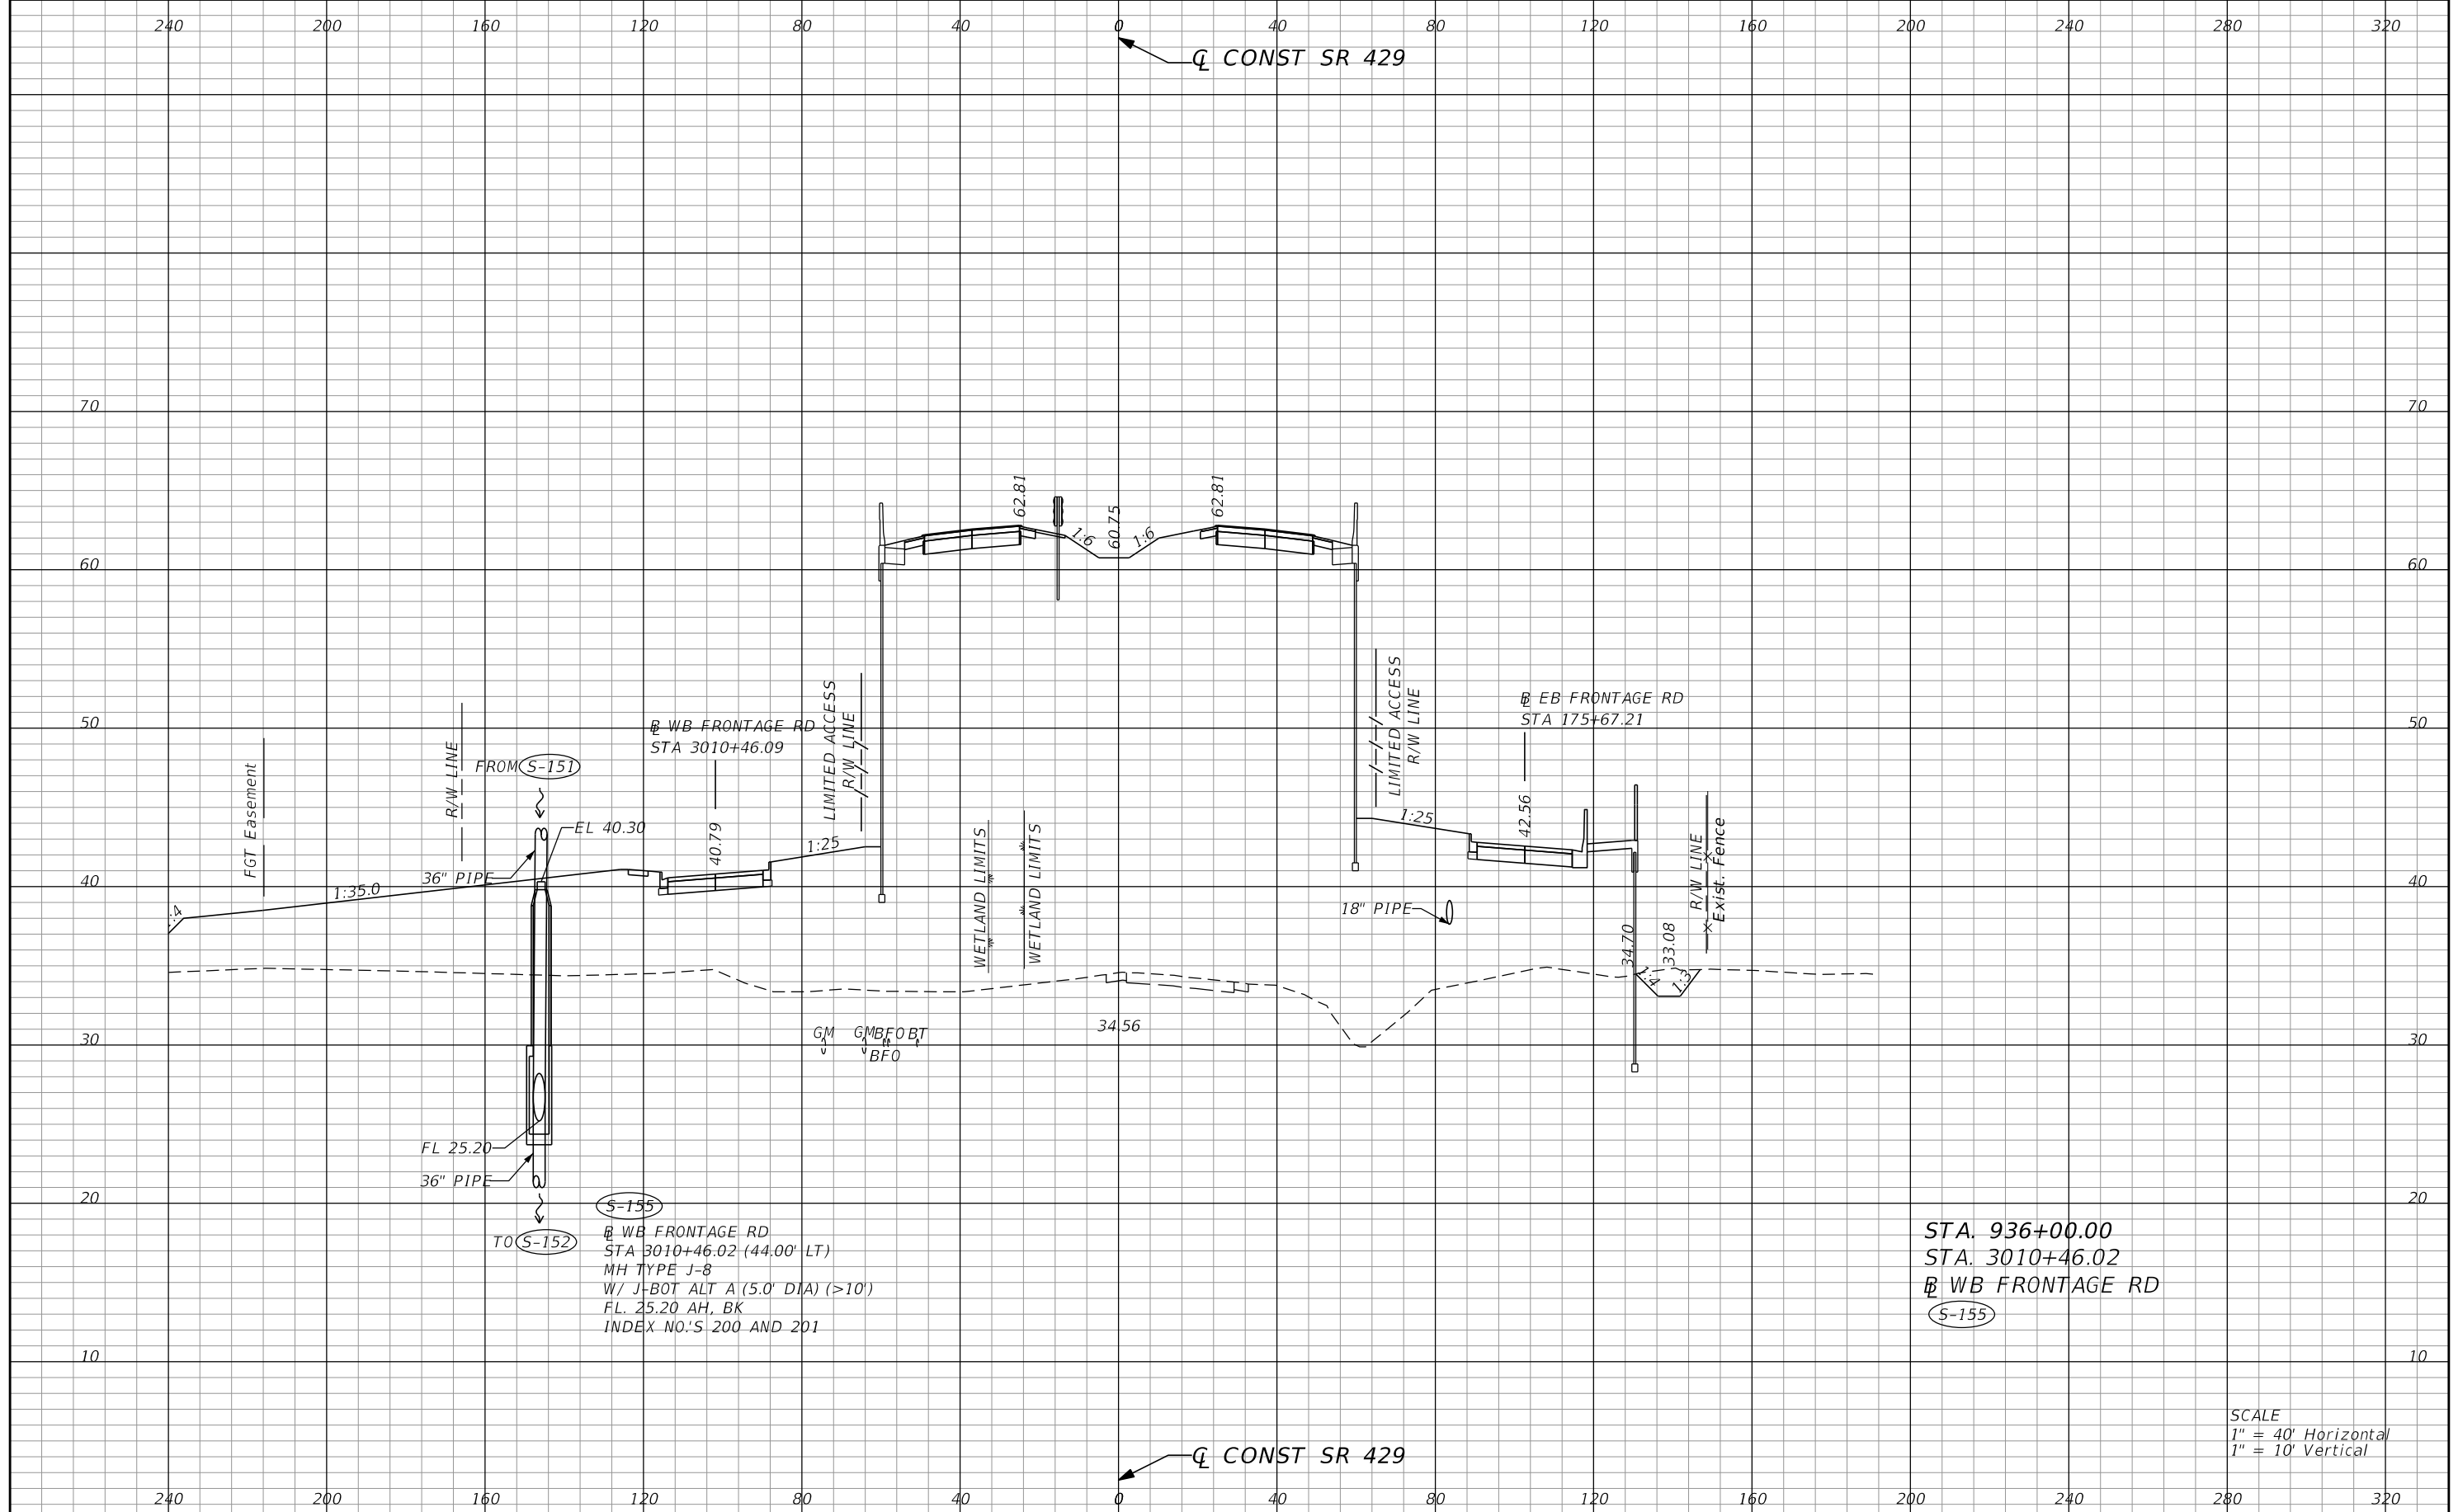 240 200 160 120 80 40 0 40 80 120 160 200 240 280 320
℄ CONST SR 429
70 70
62.81
60.75
62.81
1:6
1:6
60 60
LIMITED ACCESS
R/W LINE
LIMITED ACCESS
R/W LINE
B̵L EB FRONTAGE RD
STA 175+67.21
50 50
B̵L WB FRONTAGE RD
STA 3010+46.09
FGT Easement
R/W LINE
FROM S-151
EL 40.30
36" PIPE
1:35.0
:4
40.79
1:25
WETLAND LIMITS
WETLAND LIMITS
1:25
42.56
18" PIPE
34.70
33.08
1:4
1:3
R/W LINE
Exist. Fence
40 40
34.56
GM GM BFO BT
BFO
30 30
FL 25.20
36" PIPE
20 20
TO S-152
S-155
B̵L WB FRONTAGE RD
STA 3010+46.02 (44.00' LT)
MH TYPE J-8
W/ J-BOT ALT A (5.0' DIA) (>10')
FL. 25.20 AH, BK
INDEX NO.'S 200 AND 201
STA. 936+00.00
STA. 3010+46.02
B̵L WB FRONTAGE RD
S-155
10 10
SCALE
1" = 40' Horizontal
1" = 10' Vertical
℄ CONST SR 429
240 200 160 120 80 40 0 40 80 120 160 200 240 280 320